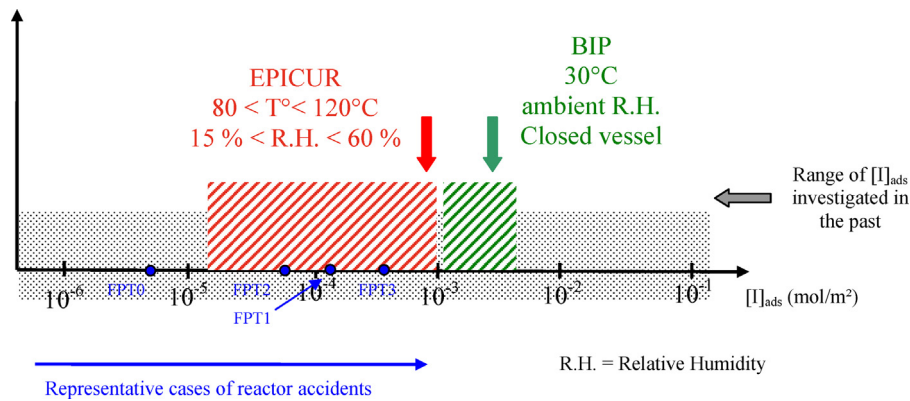 BIP
30°C
ambient R.H.
Closed vessel
EPICUR
80 < T°< 120°C
15 % < R.H. < 60 %
Range of [I]ads
investigated in
the past
FPT0
FPT2
FPT3
FPT1
10-6
10-5
10-4
10-3
10-2
10-1
[I]ads (mol/m²)
R.H. = Relative Humidity
Representative cases of reactor accidents